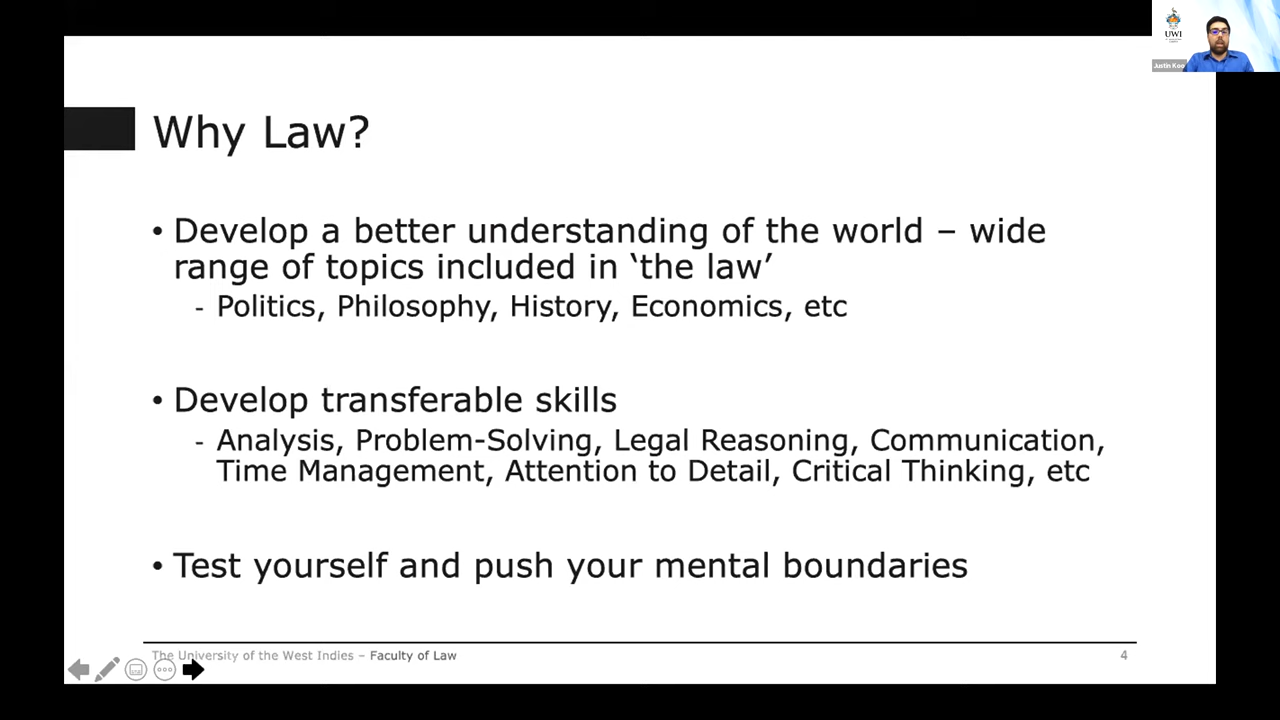 UWI
Justin Koo
Why Law?
• Develop a better understanding of the world – wide
range of topics included in ‘the law’
- Politics, Philosophy, History, Economics, etc
• Develop transferable skills
- Analysis, Problem-Solving, Legal Reasoning, Communication,
Time Management, Attention to Detail, Critical Thinking, etc
• Test yourself and push your mental boundaries
The University of the West Indies – Faculty of Law
4